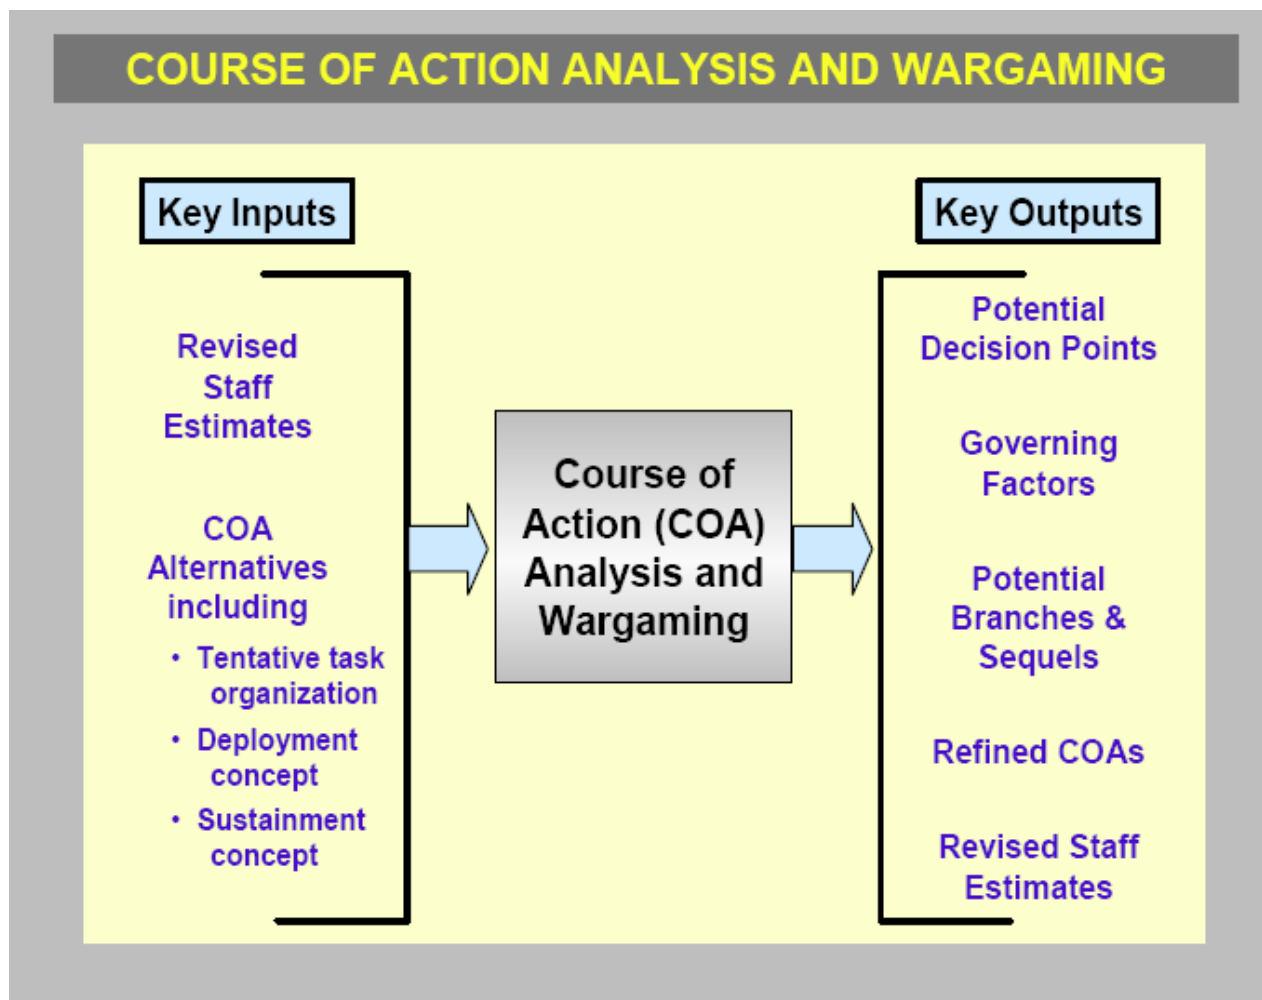 COURSE OF ACTION ANALYSIS AND WARGAMING
Key Inputs
Revised
Staff
Estimates
COA
Alternatives
including
• Tentative task
organization
• Deployment
concept
• Sustainment
concept
Course of
Action (COA)
Analysis and
Wargaming
Key Outputs
Potential
Decision Points
Governing
Factors
Potential
Branches &
Sequels
Refined COAs
Revised Staff
Estimates